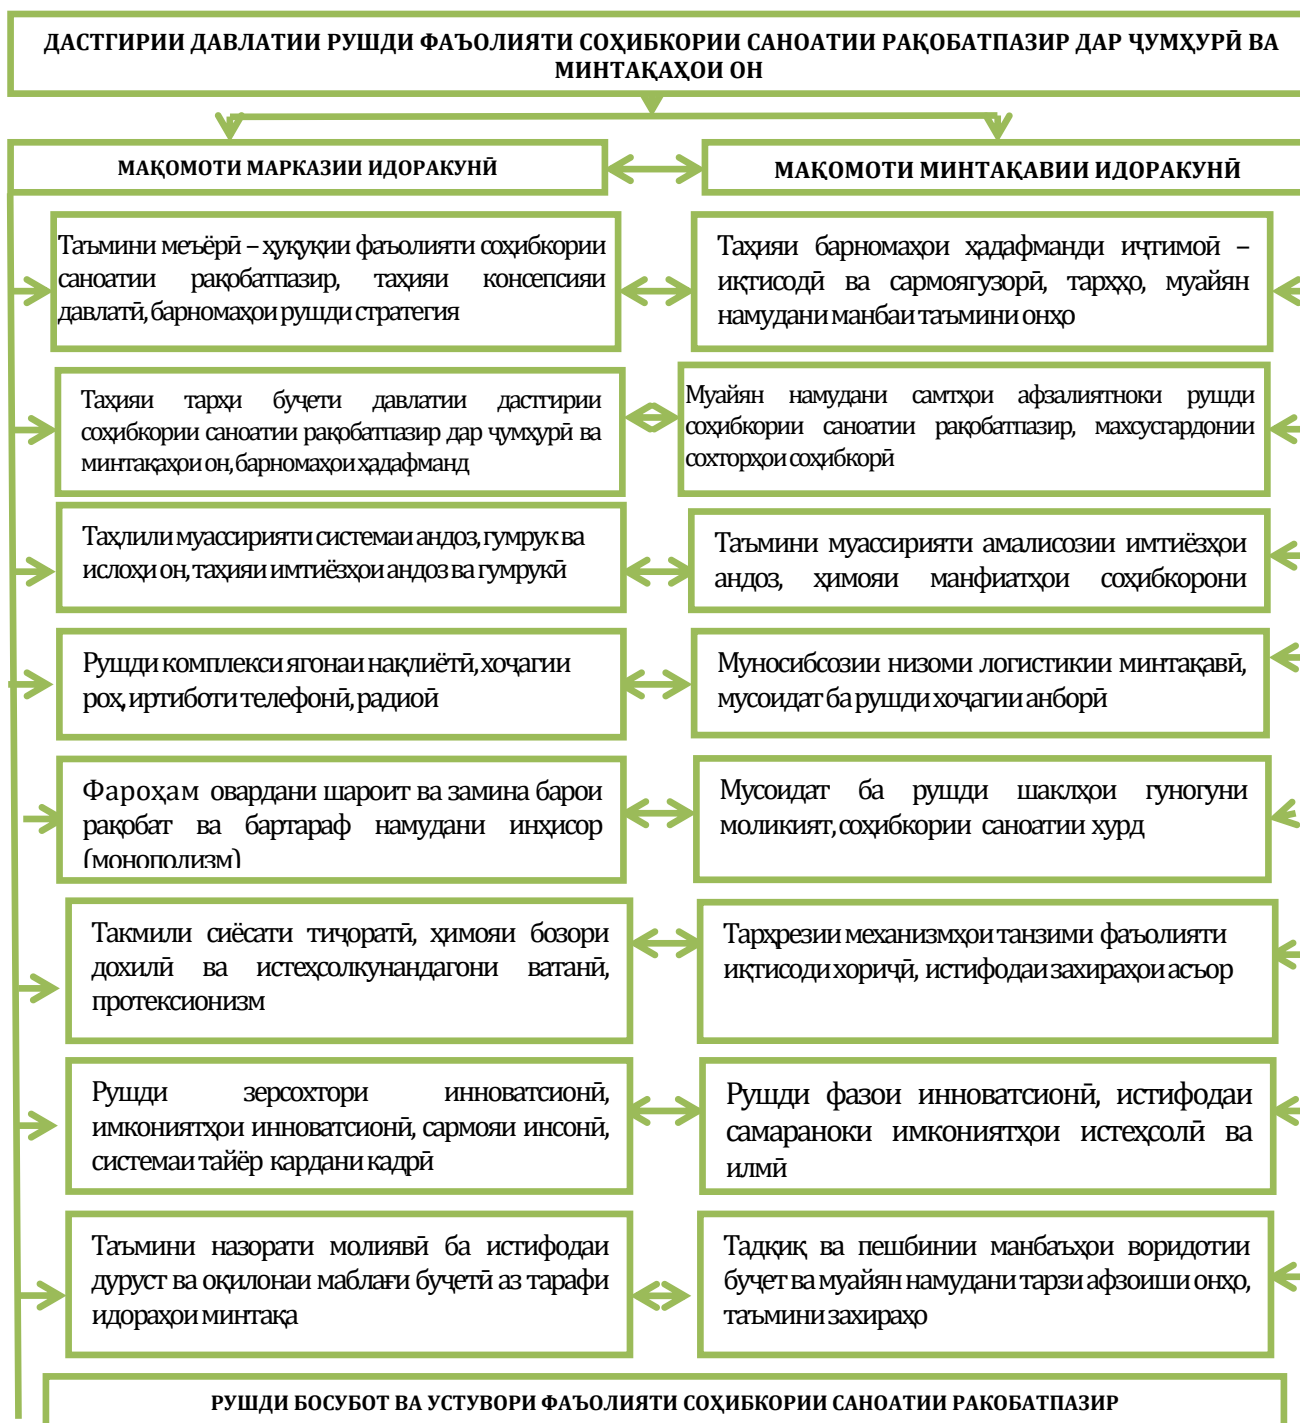 ДАСТГИРИИ ДАВЛАТИИ РУШДИ ФАЪОЛИЯТИ СОҲИБКОРИИ САНОАТИИ РАҚОБАТПАЗИР ДАР ҶУМҲУРӢ ВА
МИНТАҚАҲОИ ОН
МАҚОМОТИ МАРКАЗИИ ИДОРАКУНӢ
МАҚОМОТИ МИНТАҚАВИИ ИДОРАКУНӢ
Таъмини меъёрӣ – ҳуқуқии фаъолияти соҳибкории
саноатии рақобатпазир, таҳияи консепсияи
давлатӣ, барномаҳои рушди стратегия
Таҳияи барномаҳои ҳадафманди иҷтимоӣ –
иқтисодӣ ва сармоягузорӣ, тарҳҳо, муайян
намудани манбаи таъмини онҳо
Таҳияи тарҳи буҷети давлатии дастгирии
соҳибкории саноатии рақобатпазир дар ҷумҳурӣ ва
минтақаҳои он, барномаҳои ҳадафманд
Муайян намудани самтҳои афзалиятноки рушди
соҳибкории саноатии рақобатпазир, махсусгардонии
сохторҳои соҳибкорӣ
Таҳлили муассирияти системаи андоз, гумрук ва
ислоҳи он, таҳияи имтиёзҳои андоз ва гумрукӣ
Таъмини муассирияти амалисозии имтиёзҳои
андоз, ҳимояи манфиатҳои соҳибкорони
Рушди комплекси ягонаи нақлиётӣ, хоҷагии
роҳ, иртиботи телефонӣ, радиоӣ
Муносибсозии низоми логистикии минтақавӣ,
мусоидат ба рушди хоҷагии анборӣ
Фароҳам овардани шароит ва замина барои
рақобат ва бартараф намудани инҳисор
(монополизм)
Мусоидат ба рушди шаклҳои гуногуни
моликият, соҳибкории саноатии хурд
Такмили сиёсати тиҷоратӣ, ҳимояи бозори
дохилӣ ва истеҳсолкунандагони ватанӣ,
протексионизм
Тарҳрезии механизмҳои танзими фаъолияти
иқтисоди хориҷӣ, истифодаи захираҳои асъор
Рушди зерсохтори инноватсионӣ,
имкониятҳои инноватсионӣ, сармояи инсонӣ,
системаи тайёр кардани кадрӣ
Рушди фазои инноватсионӣ, истифодаи
самараноки имкониятҳои истеҳсолӣ ва
илмӣ
Таъмини назорати молиявӣ ба истифодаи
дуруст ва оқилонаи маблағи буҷетӣ аз тарафи
идораҳои минтақа
Тадқиқ ва пешбинии манбаъҳои воридотии
буҷет ва муайян намудани тарзи афзоиши онҳо,
таъмини захираҳо
РУШДИ БОСУБОТ ВА УСТУВОРИ ФАЪОЛИЯТИ СОҲИБКОРИИ САНОАТИИ РАКОБАТПАЗИР